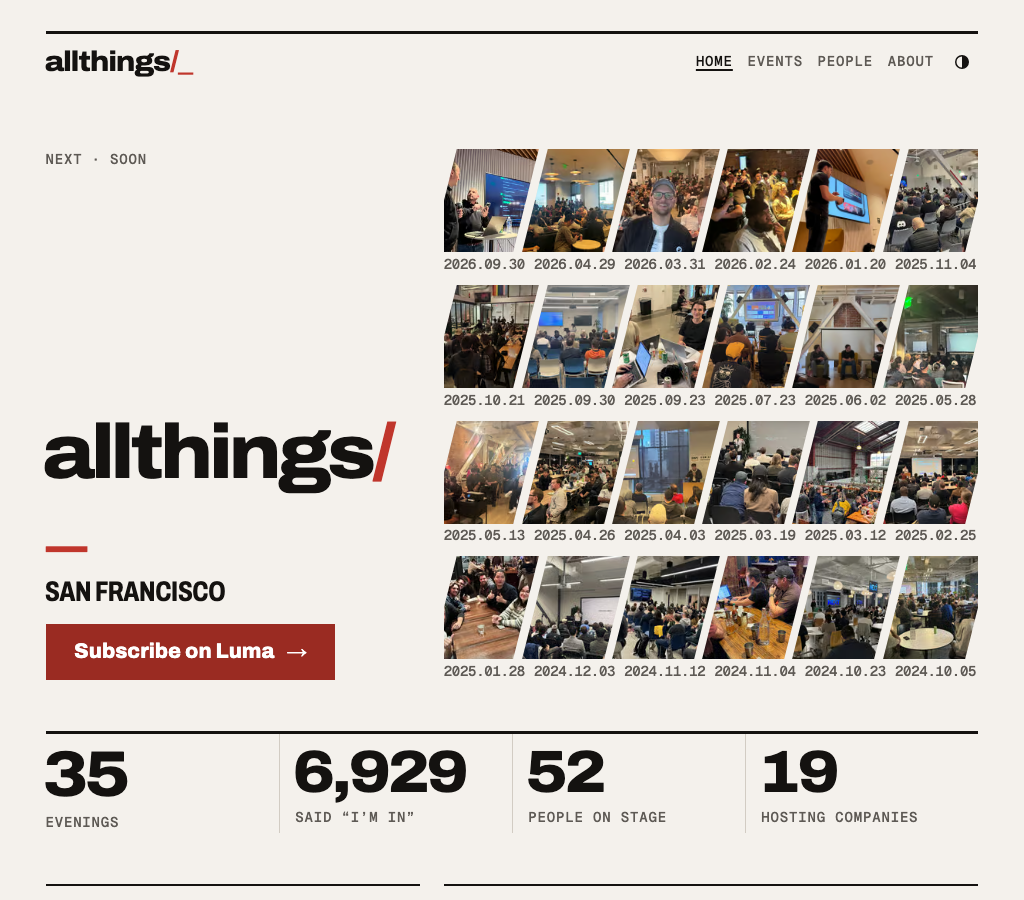 allthings/_
HOME EVENTS PEOPLE ABOUT
NEXT · SOON
2026.09.30 2026.04.29 2026.03.31 2026.02.24 2026.01.20 2025.11.04
2025.10.21 2025.09.30 2025.09.23 2025.07.23 2025.06.02 2025.05.28
allthings/
2025.05.13 2025.04.26 2025.04.03 2025.03.19 2025.03.12 2025.02.25
SAN FRANCISCO
Subscribe on Luma →
2025.01.28 2024.12.03 2024.11.12 2024.11.04 2024.10.23 2024.10.05
35 6,929 52 19
EVENINGS SAID “I’M IN” PEOPLE ON STAGE HOSTING COMPANIES